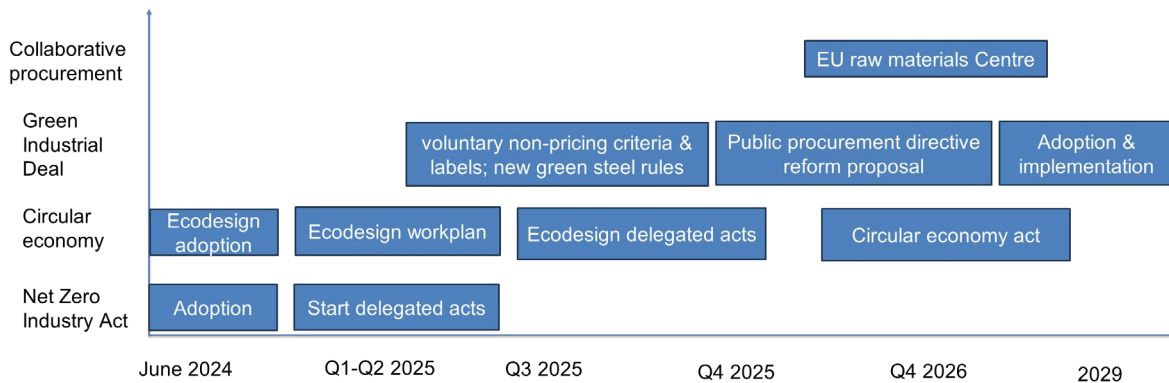 Collaborative
procurement
EU raw materials Centre
Green
Industrial
Deal
voluntary non-pricing criteria &
labels; new green steel rules
Public procurement directive
reform proposal
Adoption &
implementation
Circular
economy
Ecodesign
adoption
Ecodesign workplan
Ecodesign delegated acts
Circular economy act
Net Zero
Industry Act
Adoption
Start delegated acts
June 2024
Q1-Q2 2025
Q3 2025
Q4 2025
Q4 2026
2029